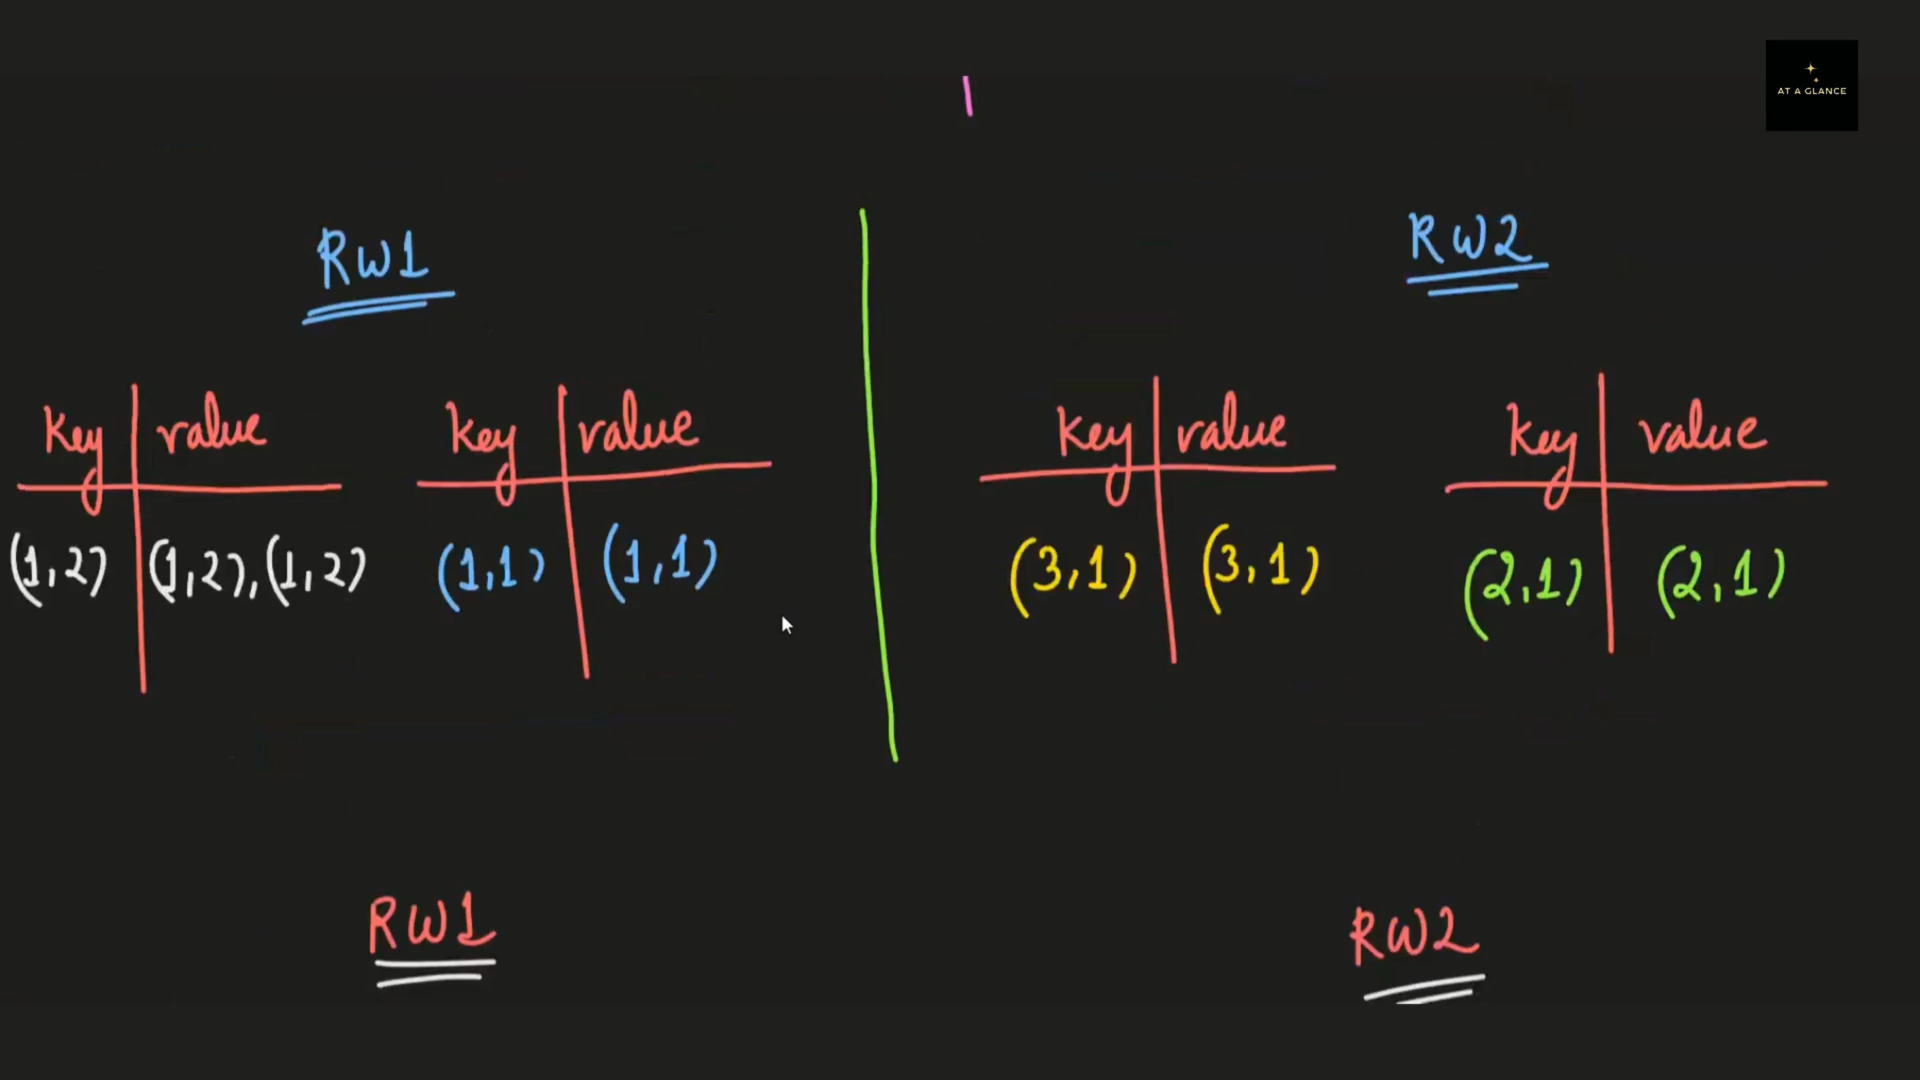 AT A GLANCE
RW1
RW2
key value key value key value key value
(1,2) (1,2),(1,2) (1,1) (1,1) (3,1) (3,1) (2,1) (2,1)
RW1
RW2